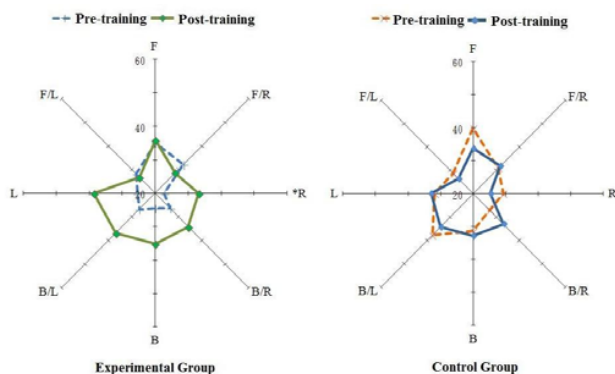 Pre-training Post-training
F
60
F/L
F/R
40
20
L
*R
B/L
B/R
B
Experimental Group
Pre-training Post-training
F
60
F/L
F/R
40
20
L
R
B/L
B/R
B
Control Group